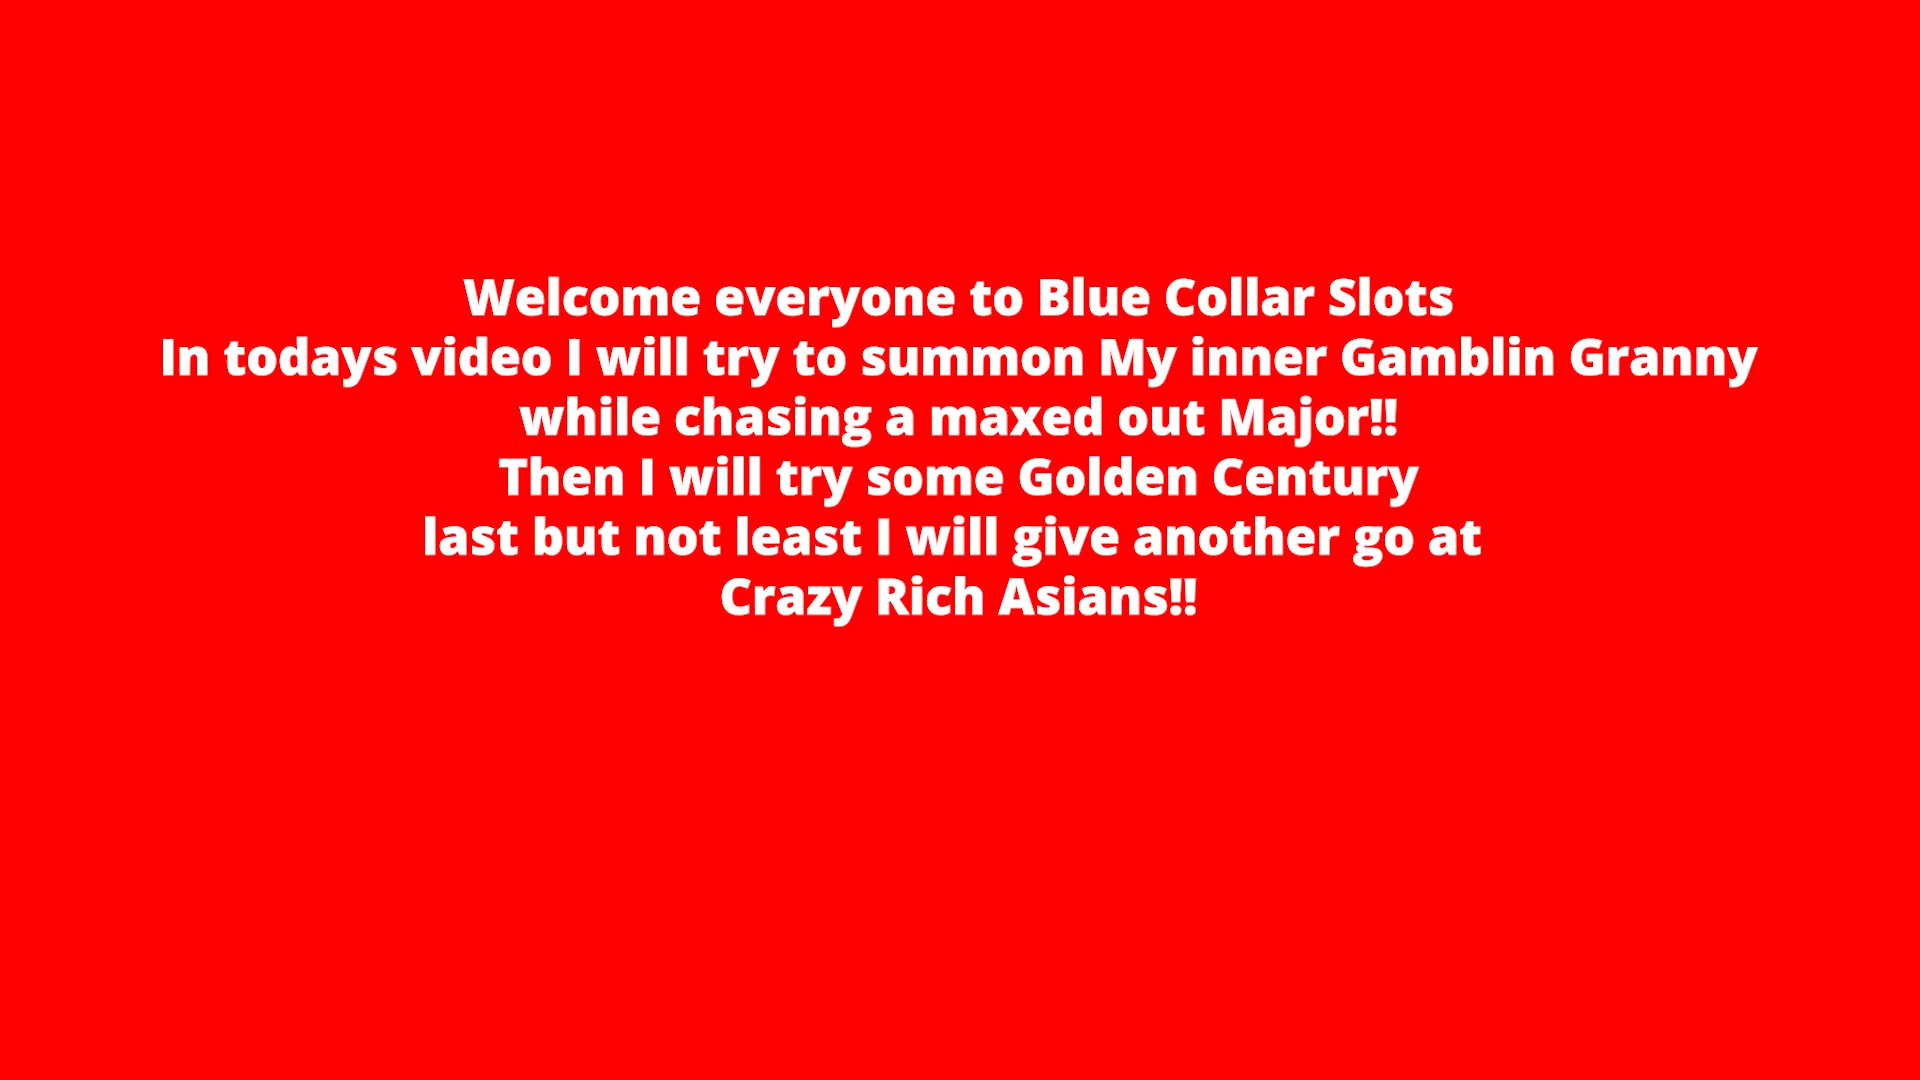 Welcome everyone to Blue Collar Slots
In todays video I will try to summon My inner Gamblin Granny
while chasing a maxed out Major!!
Then I will try some Golden Century
last but not least I will give another go at
Crazy Rich Asians!!